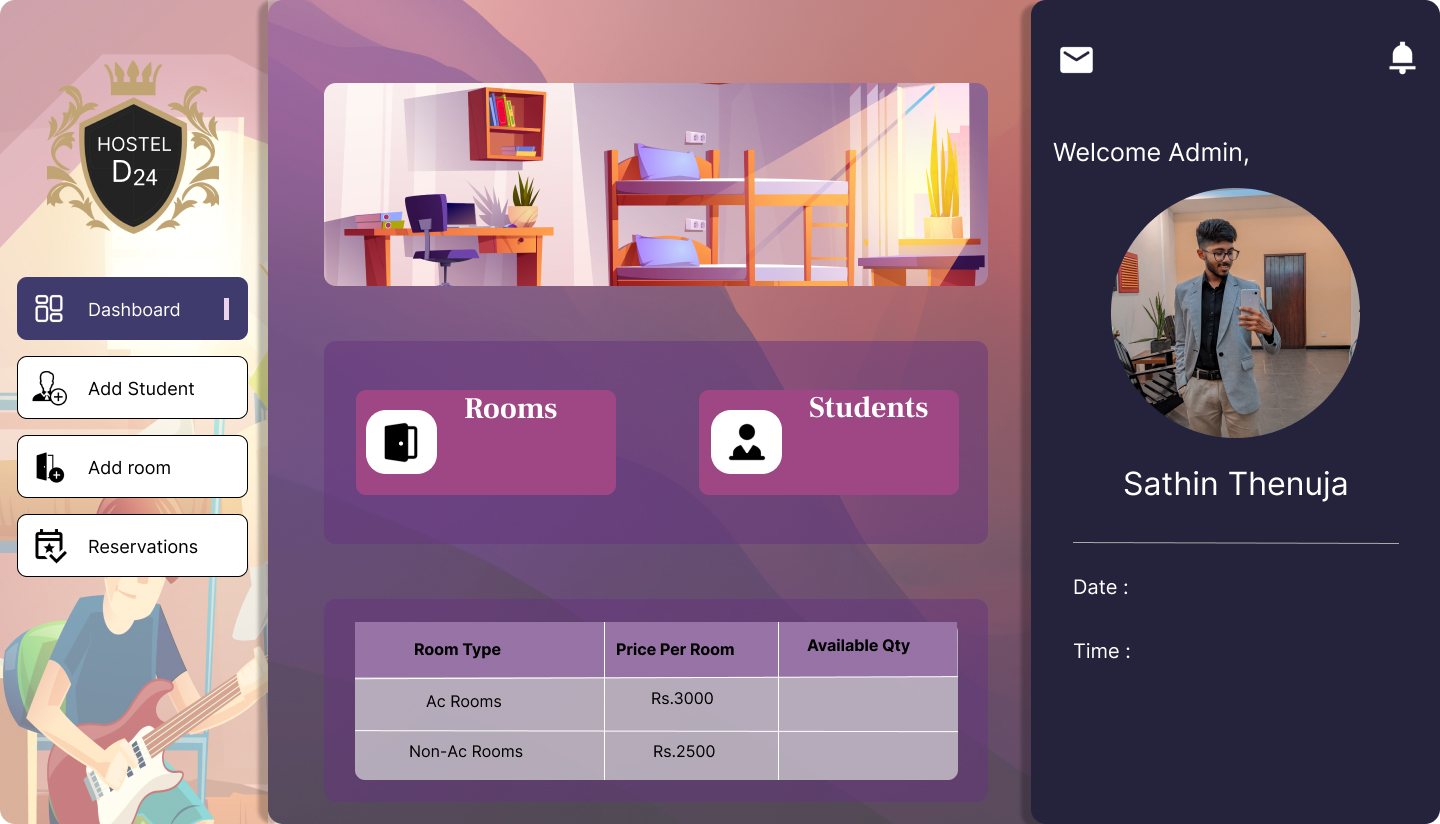 HOSTEL
D24
Dashboard
Add Student
Add room
Reservations
Rooms
Students
Room Type Price Per Room Available Qty
Ac Rooms Rs.3000
Non-Ac Rooms Rs.2500
Welcome Admin,
Sathin Thenuja
Date :
Time :